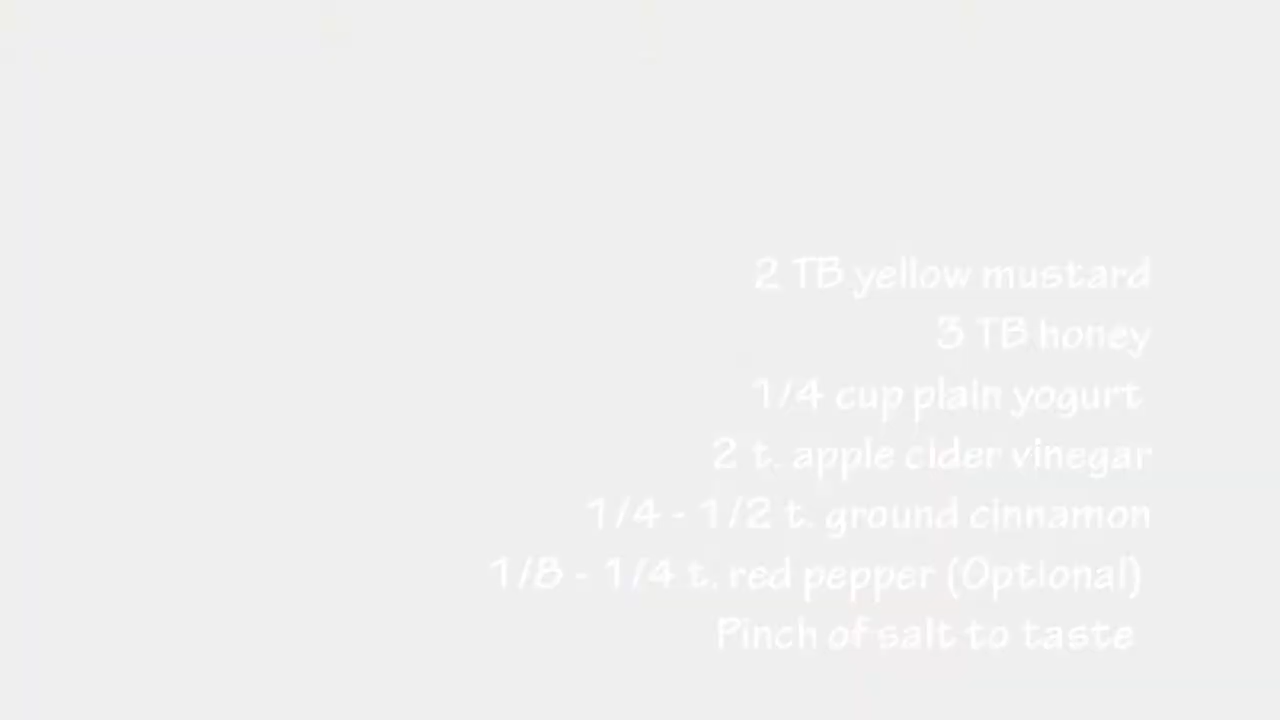 2 TB yellow mustard
3 TB honey
1/4 cup plain yogurt
2 t. apple cider vinegar
1/4 - 1/2 t. ground cinnamon
1/8 - 1/4 t. red pepper (Optional)
Pinch of salt to taste